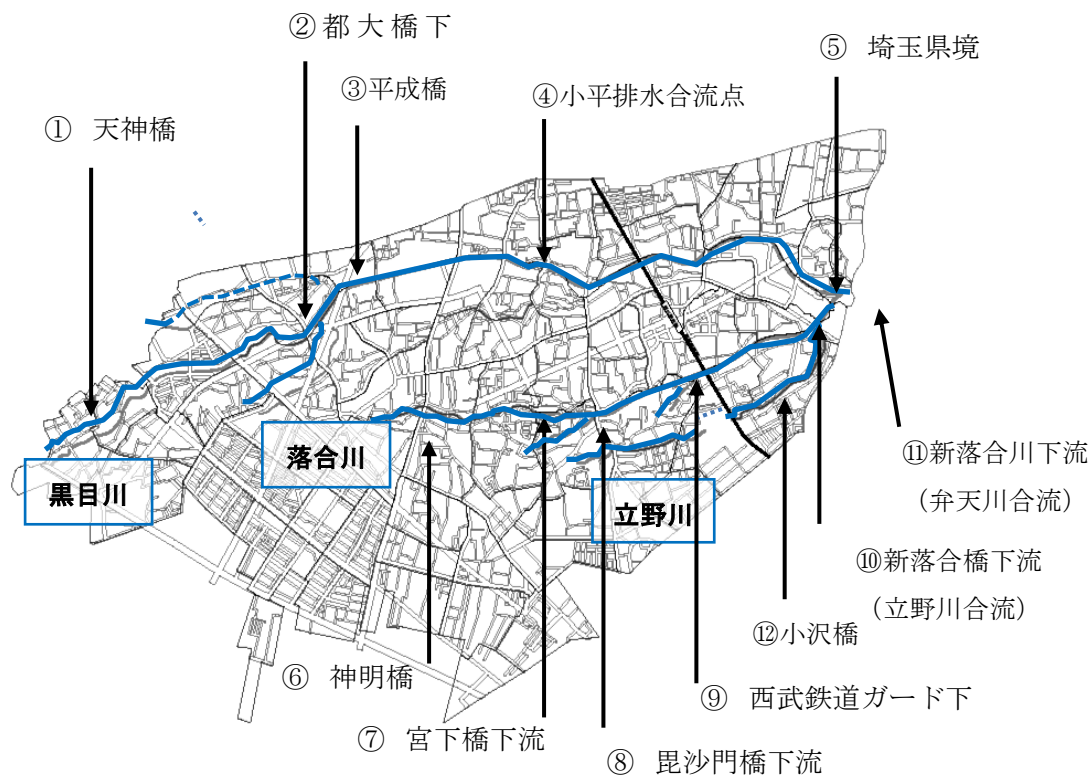 ②都大橋下
⑤ 埼玉県境
③平成橋
④小平排水合流点
① 天神橋
落合川
黒目川
立野川
⑪新落合川下流
(弁天川合流)
⑩新落合橋下流
(立野川合流)
⑫小沢橋
⑥ 神明橋
⑨ 西武鉄道ガード下
⑦ 宮下橋下流
⑧ 毘沙門橋下流